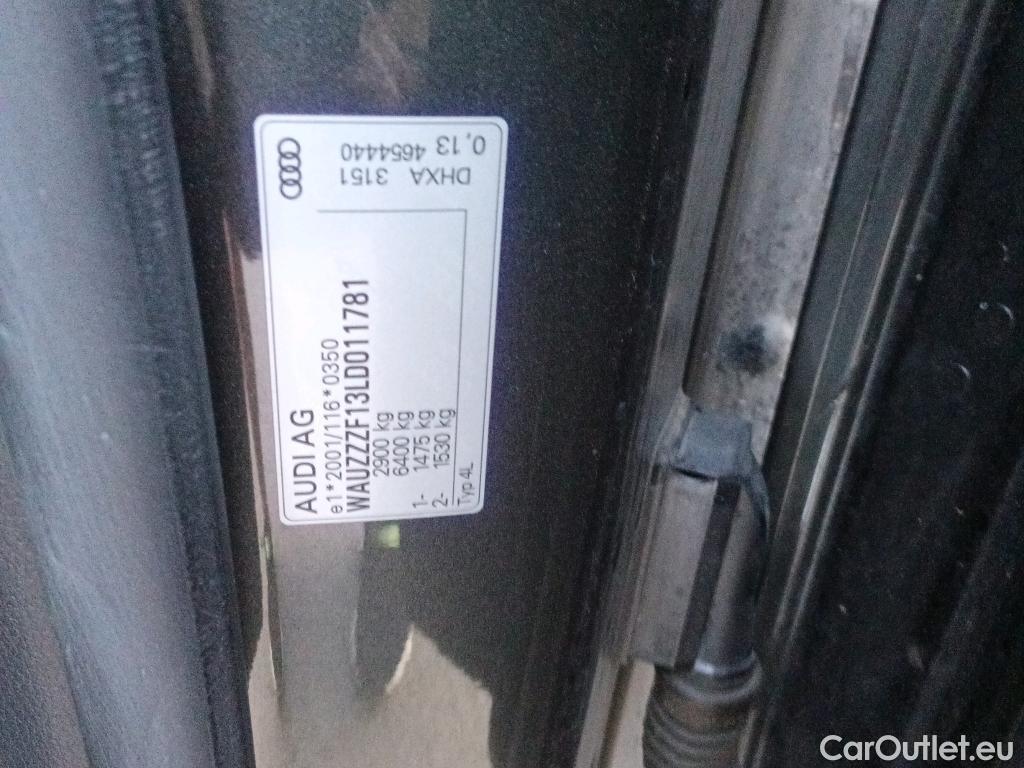 AUDI AG
e1*2001/116*0350
WAUZZZF13LD011781
2900 kg
6400 kg
1- 1475 kg
2- 1530 kg
Typ 4L
DHXA 3151
0,13 4654440
CarOutlet.eu